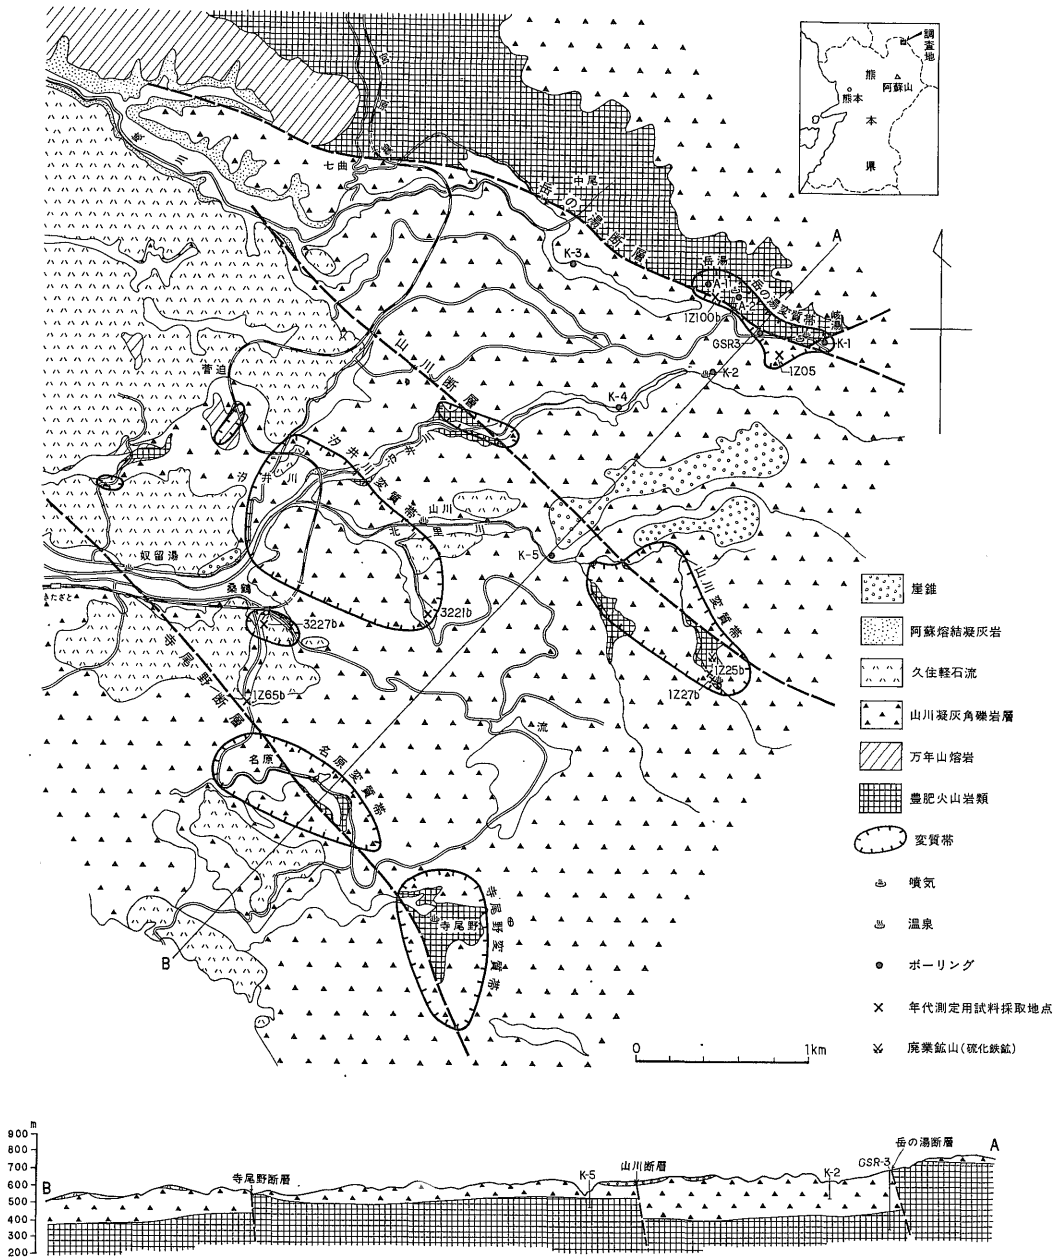 調査地
熊本県
阿蘇山
熊本
七曲
中尾
岳の湯断層
A
K-3
岳湯
A-1
A-2
岳の湯変質帯
1Z100b
GSR3
K-1
1Z05
K-2
K-4
山川断層
菅迫
汐井川変質帯
汐井川
山川
北里川
K-5
奴留湯
桑鶴
きたざと
3221b
3227b
山川変質帯
1Z25b
1Z27b
寺尾野断層
1Z65b
名原
名原変質帯
流
寺尾野
寺尾野変質帯
B
崖錐
阿蘇熔結凝灰岩
久住軽石流
山川凝灰角礫岩層
万年山熔岩
豊肥火山岩類
変質帯
噴気
温泉
ボーリング
年代測定用試料採取地点
廃業鉱山(硫化鉄鉱)
0 1km
m
900
800
700
600
500
400
300
200
B
寺尾野断層
K-5
山川断層
K-2
GSR-3
岳の湯断層
A